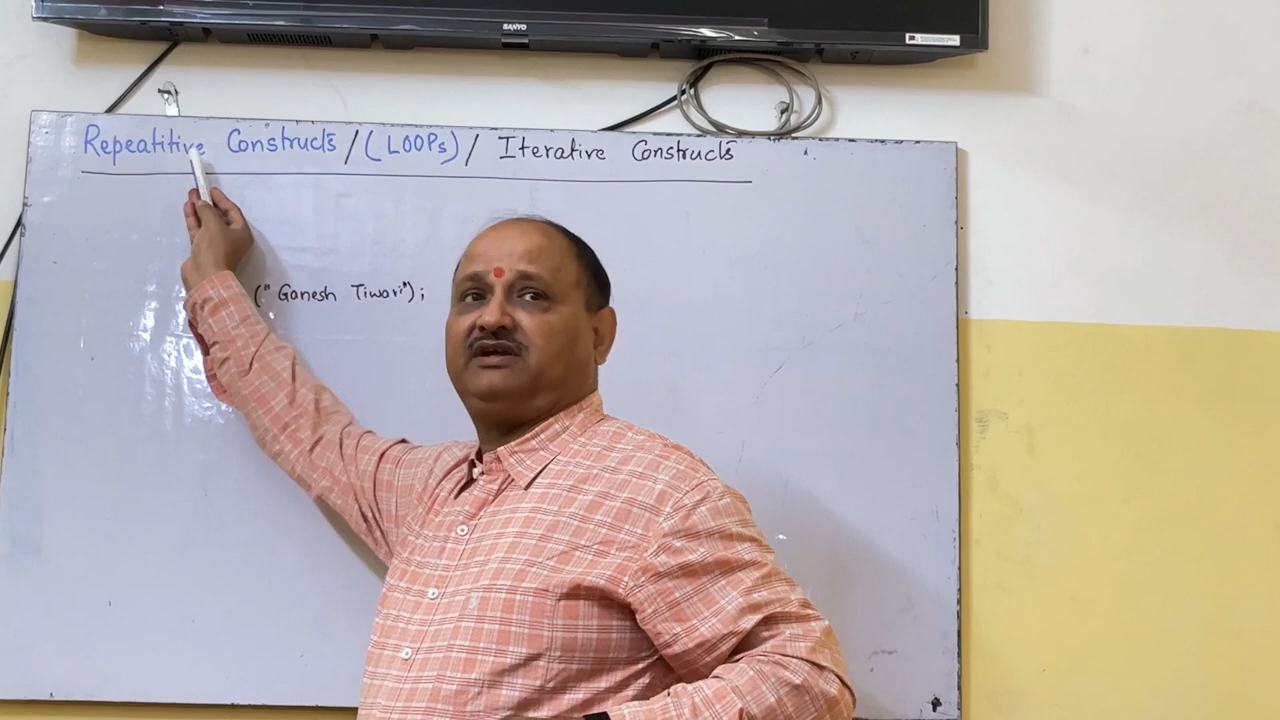 SANYO
Repeatitive Constructs / (LOOPs) / Iterative Constructs
(" Ganesh Tiwari");